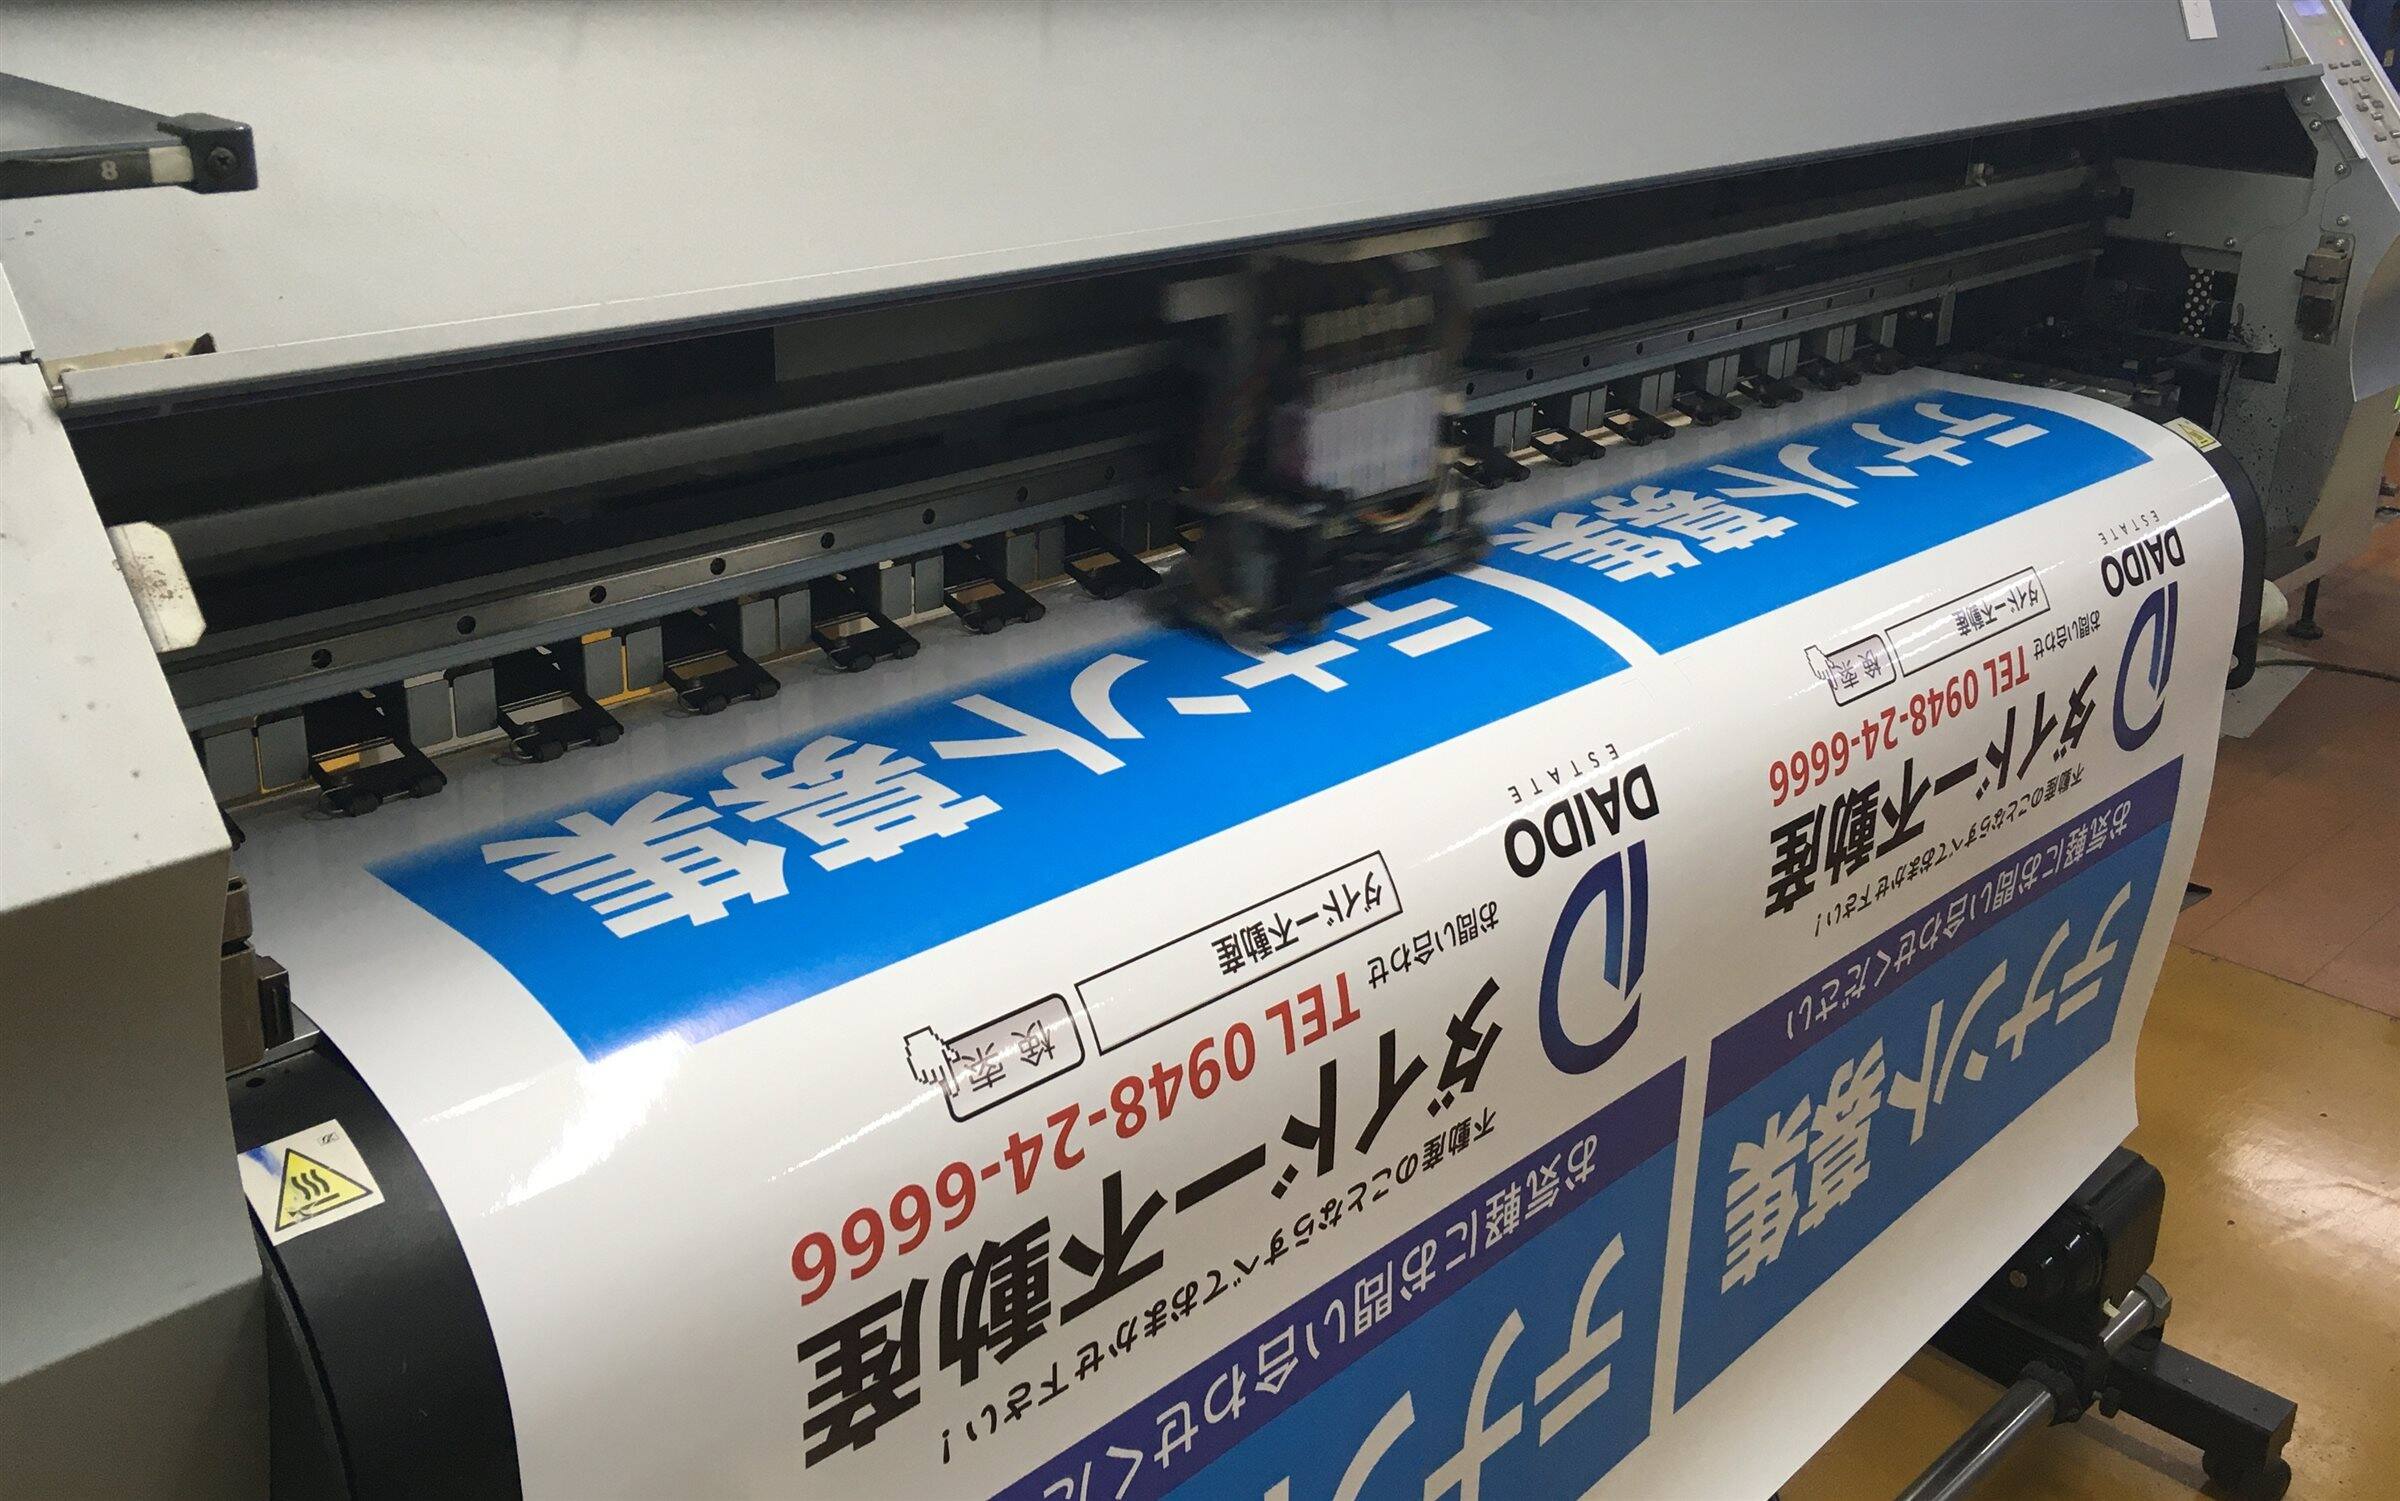 8
テナント
募集
お気軽にお問い合わせください
不動産のことならすべておまかせ下さい!
ダイドー不動産
お問い合わせ TEL 0948-24-6666
ダイドー不動産 検索
DAIDO
ESTATE
テナント募集
テナ
お気軽にお問い合わせくだ
不動産のことならすべておまかせ下さい!
ダイドー不動産
お問い合わせ TEL 0948-24-6666
ダイドー不動産 検索
DAIDO
ESTATE
テナント募集